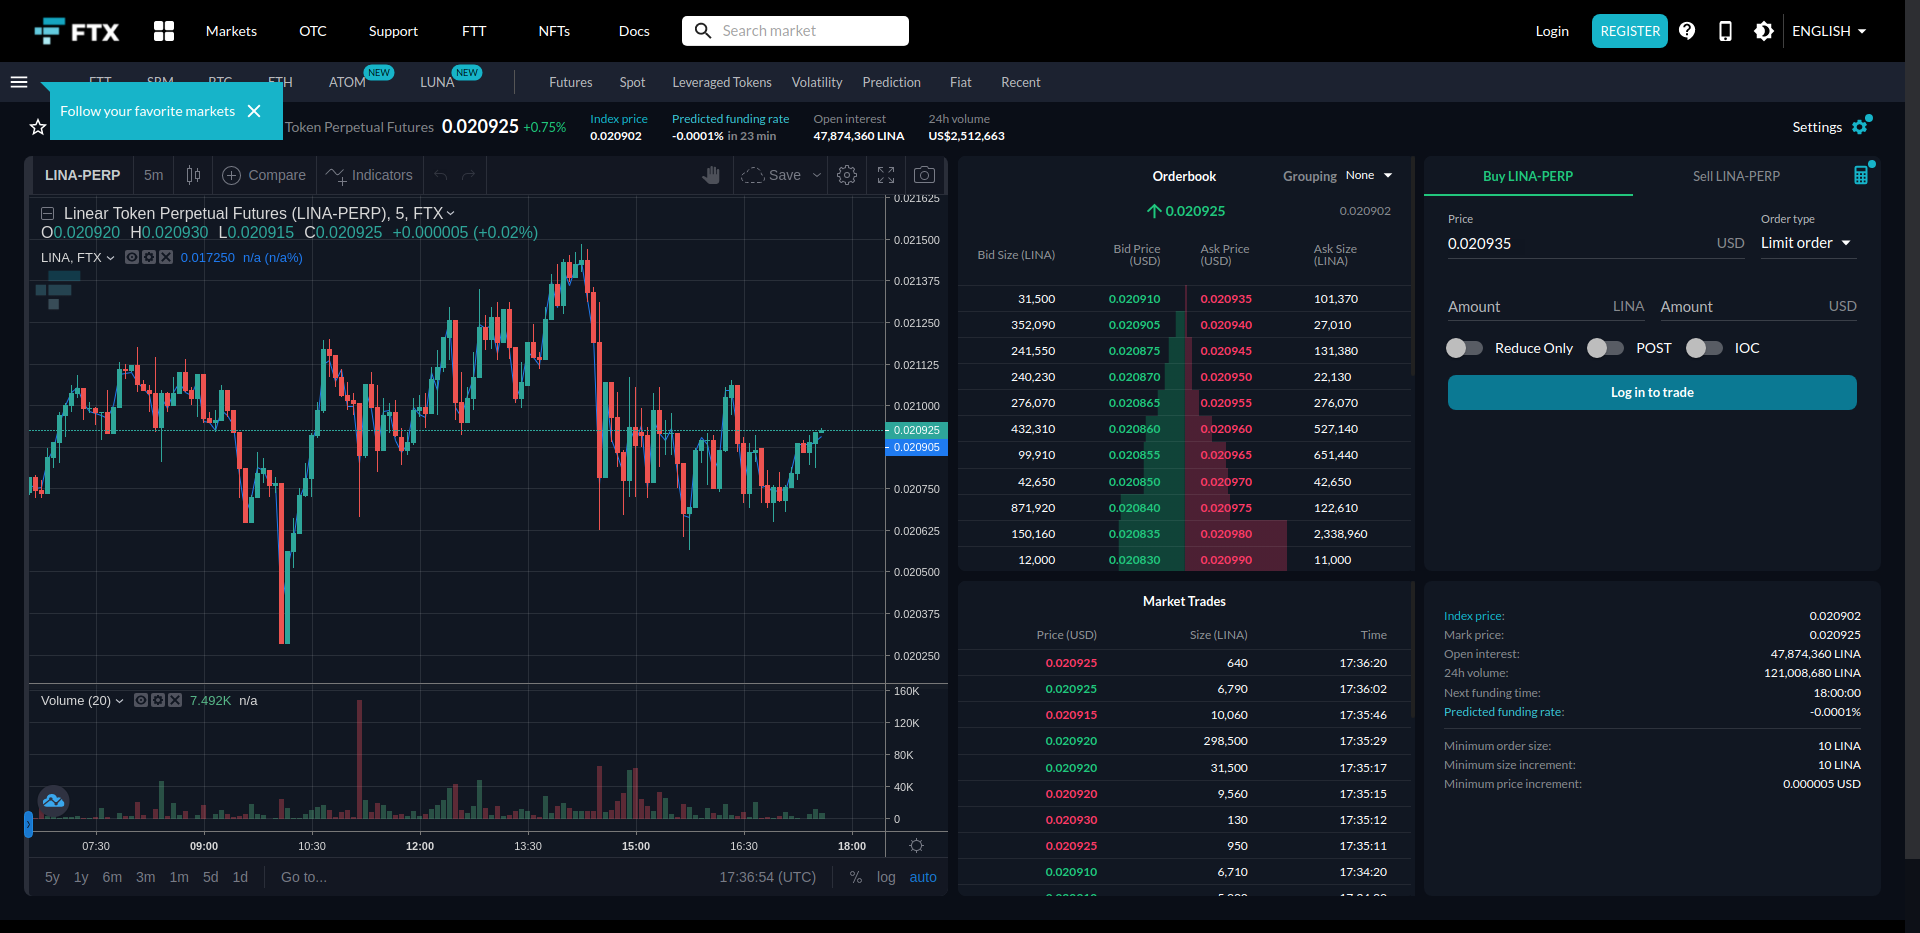 FTX
Markets
OTC
Support
FTT
NFTs
Docs
Search market
Login
REGISTER
ENGLISH
ETH
ATOM
NEW
LUNA
NEW
Futures
Spot
Leveraged Tokens
Volatility
Prediction
Fiat
Recent
Follow your favorite markets
Token Perpetual Futures
0.020925 +0.75%
Index price
0.020902
Predicted funding rate
-0.0001% in 23 min
Open interest
47,874,360 LINA
24h volume
US$2,512,663
Settings
LINA-PERP
5m
Compare
Indicators
Save
Linear Token Perpetual Futures (LINA-PERP), 5, FTX
O0.020920 H0.020930 L0.020915 C0.020925 +0.000005 (+0.02%)
LINA, FTX 0.017250 n/a (n/a%)
0.021625
0.021500
0.021375
0.021250
0.021125
0.021000
0.020925
0.020905
0.020750
0.020625
0.020500
0.020375
0.020250
Volume (20) 7.492K n/a
160K
120K
80K
40K
0
07:30 09:00 10:30 12:00 13:30 15:00 16:30 18:00
5y 1y 6m 3m 1m 5d 1d Go to...
17:36:54 (UTC) % log auto
Orderbook
Grouping None
0.020925
0.020902
Bid Size (LINA) Bid Price (USD) Ask Price (USD) Ask Size (LINA)
31,500 0.020910 0.020935 101,370
352,090 0.020905 0.020940 27,010
241,550 0.020875 0.020945 131,380
240,230 0.020870 0.020950 22,130
276,070 0.020865 0.020955 276,070
432,310 0.020860 0.020960 527,140
99,910 0.020855 0.020965 651,440
42,650 0.020850 0.020970 42,650
871,920 0.020840 0.020975 122,610
150,160 0.020835 0.020980 2,338,960
12,000 0.020830 0.020990 11,000
Market Trades
Price (USD) Size (LINA) Time
0.020925 640 17:36:20
0.020925 6,790 17:36:02
0.020915 10,060 17:35:46
0.020920 298,500 17:35:29
0.020920 31,500 17:35:17
0.020920 9,560 17:35:15
0.020930 130 17:35:12
0.020925 950 17:35:11
0.020910 6,710 17:34:20
Buy LINA-PERP
Sell LINA-PERP
Price
0.020935 USD
Order type
Limit order
Amount LINA
Amount USD
Reduce Only
POST
IOC
Log in to trade
Index price: 0.020902
Mark price: 0.020925
Open interest: 47,874,360 LINA
24h volume: 121,008,680 LINA
Next funding time: 18:00:00
Predicted funding rate: -0.0001%
Minimum order size: 10 LINA
Minimum size increment: 10 LINA
Minimum price increment: 0.000005 USD